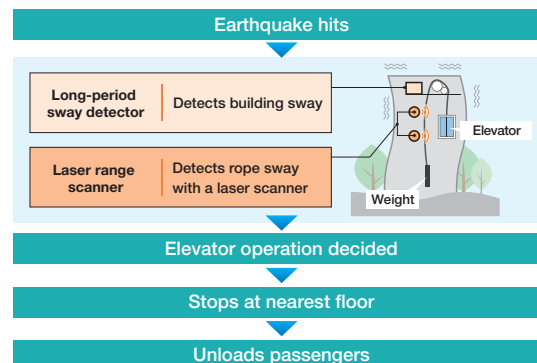 Earthquake hits
Long-period
sway detector
Detects building sway
Laser range
scanner
Detects rope sway
with a laser scanner
Elevator
Weight
Elevator operation decided
Stops at nearest floor
Unloads passengers